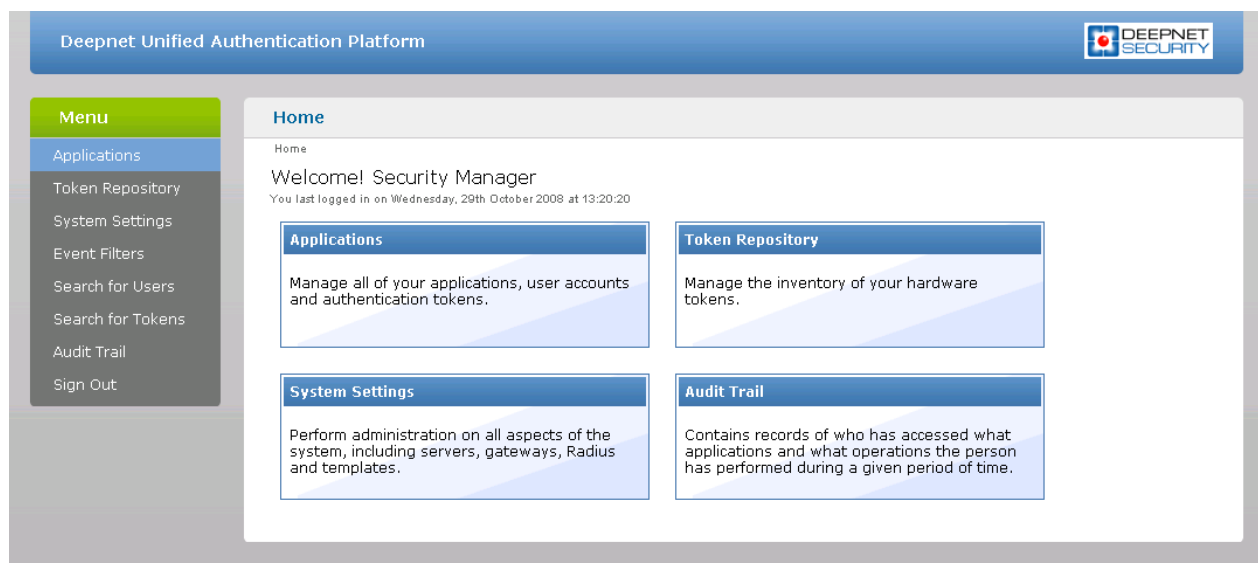 Deepnet Unified Authentication Platform
DEEPNET
SECURITY
Menu
Applications
Token Repository
System Settings
Event Filters
Search for Users
Search for Tokens
Audit Trail
Sign Out
Home
Home
Welcome! Security Manager
You last logged in on Wednesday, 29th October 2008 at 13:20:20
Applications
Manage all of your applications, user accounts
and authentication tokens.
Token Repository
Manage the inventory of your hardware
tokens.
System Settings
Perform administration on all aspects of the
system, including servers, gateways, Radius
and templates.
Audit Trail
Contains records of who has accessed what
applications and what operations the person
has performed during a given period of time.